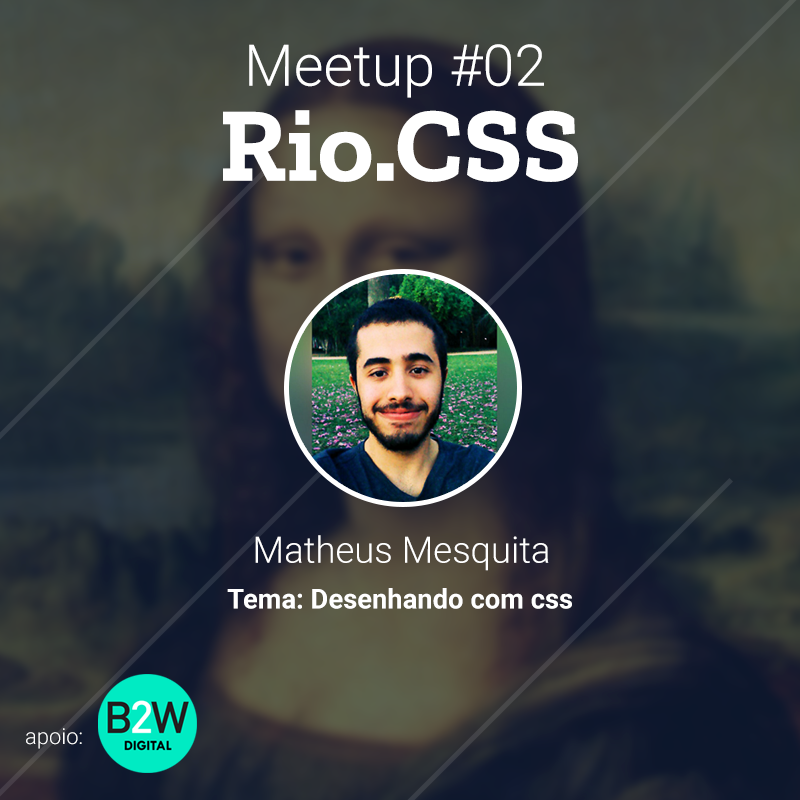 Meetup #02
Rio.CSS
Matheus Mesquita
Tema: Desenhando com css
apoio:
B2W
DIGITAL